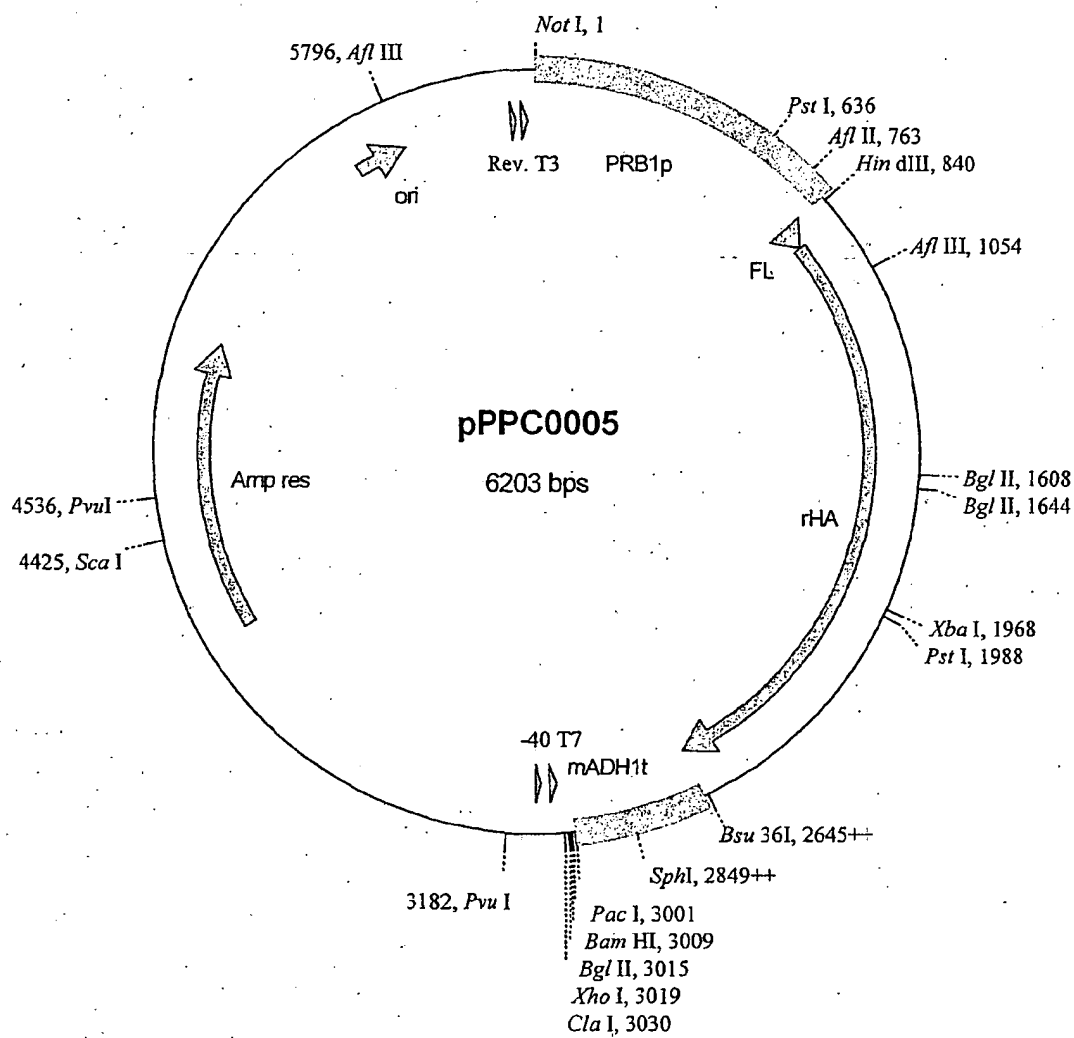 Not I, 1
5796, Afl III
Pst I, 636
Afl II, 763
Hin dIII, 840
Rev. T3
PRB1p
ori
Afl III, 1054
FL
pPPC0005
6203 bps
Amp res
rHA
Bgl II, 1608
Bgl II, 1644
4536, PvuI
4425, Sca I
Xba I, 1968
Pst I, 1988
-40 T7
mADH1t
Bsu 36I, 2645++
SphI, 2849++
3182, Pvu I
Pac I, 3001
Bam HI, 3009
Bgl II, 3015
Xho I, 3019
Cla I, 3030